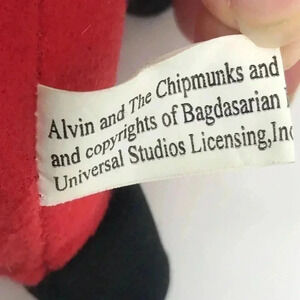 Alvin and The Chipmunks and
and copyrights of Bagdasarian
Universal Studios Licensing,Inc